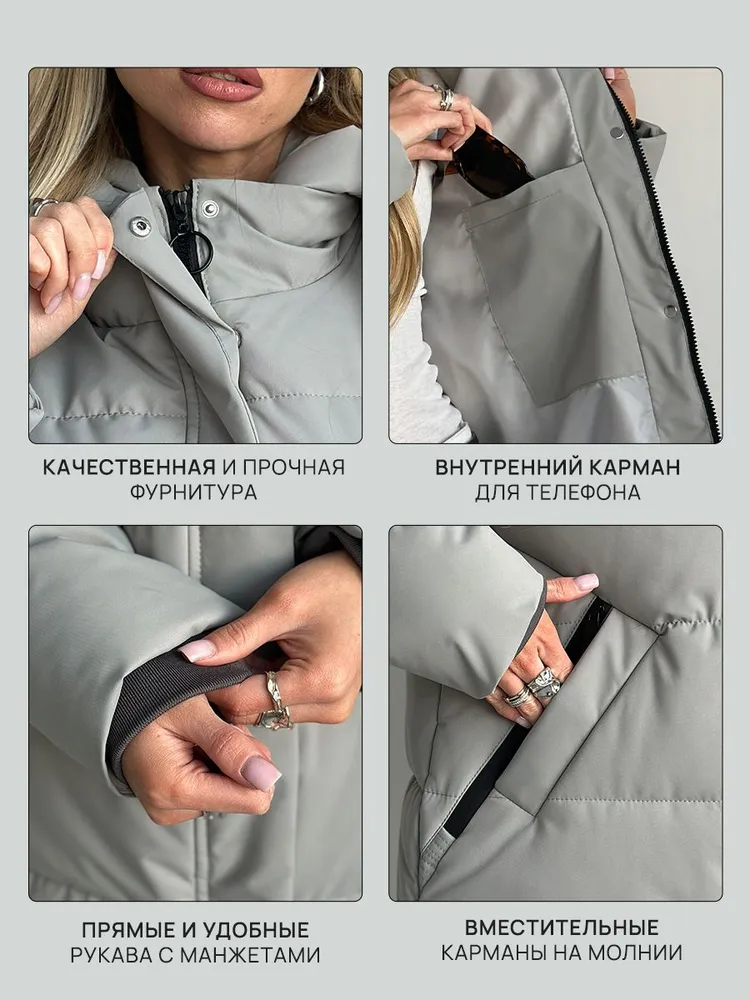 КАЧЕСТВЕННАЯ И ПРОЧНАЯ
ФУРНИТУРА
ВНУТРЕННИЙ КАРМАН
ДЛЯ ТЕЛЕФОНА
ПРЯМЫЕ И УДОБНЫЕ
РУКАВА С МАНЖЕТАМИ
ВМЕСТИТЕЛЬНЫЕ
КАРМАНЫ НА МОЛНИИ